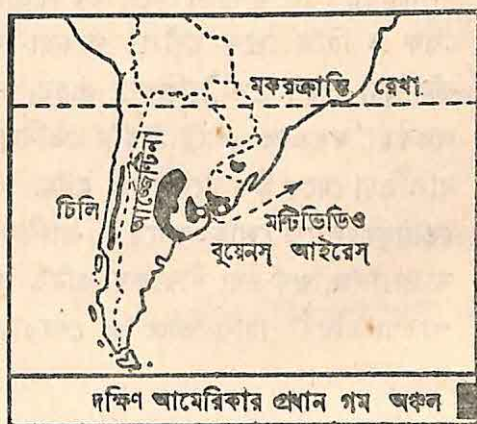 মকরক্রান্তি রেখা
আর্জেন্টিনা
চিলি
মন্টিভিডিও
বুয়েনস্ আইরেস্
দক্ষিণ আমেরিকার প্রধান গম অঞ্চল